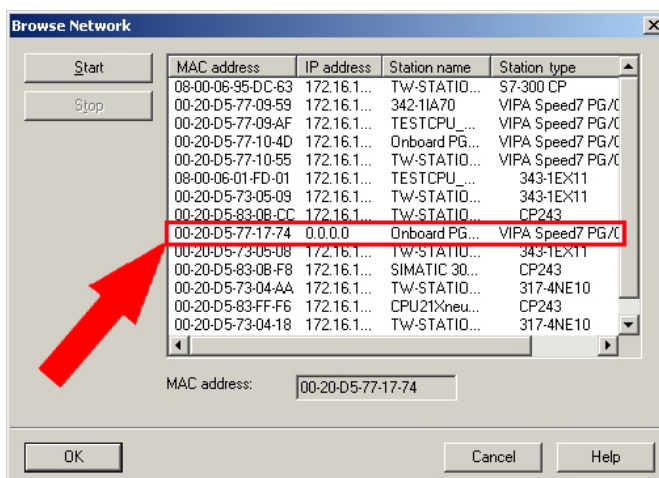 Browse Network
Start
Stop
MAC address IP address Station name Station type
08-00-06-95-DC-63 172.16.1... TW-STATIO... S7-300 CP
00-20-D5-77-09-59 172.16.1... 342-1IA70 VIPA Speed7 PG/O
00-20-D5-77-09-AF 172.16.1... TESTCPU_... VIPA Speed7 PG/O
00-20-D5-77-10-4D 172.16.1... Onboard PG... VIPA Speed7 PG/O
00-20-D5-77-10-55 172.16.1... TW-STATIO... VIPA Speed7 PG/O
08-00-06-01-FD-01 172.16.1... TESTCPU_... 343-1EX11
00-20-D5-73-05-09 172.16.1... TW-STATIO... 343-1EX11
00-20-D5-83-0B-CC 172.16.1... TW-STATIO... CP243
00-20-D5-77-17-74 0.0.0.0 Onboard PG... VIPA Speed7 PG/O
00-20-D5-73-05-08 172.16.1... TW-STATIO... 343-1EX11
00-20-D5-83-0B-F8 172.16.1... SIMATIC 30... CP243
00-20-D5-73-04-AA 172.16.1... TW-STATIO... 317-4NE10
00-20-D5-83-FF-F6 172.16.1... CPU21Xneu... CP243
00-20-D5-73-04-18 172.16.1... TW-STATIO... 317-4NE10
MAC address: 00-20-D5-77-17-74
OK Cancel Help